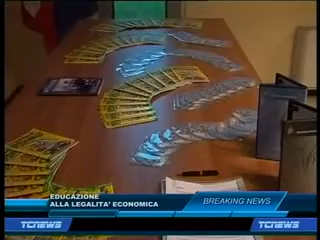 EDUCAZIONE
ALLA LEGALITA' ECONOMICA
BREAKING NEWS
TCNEWS
TCNEWS